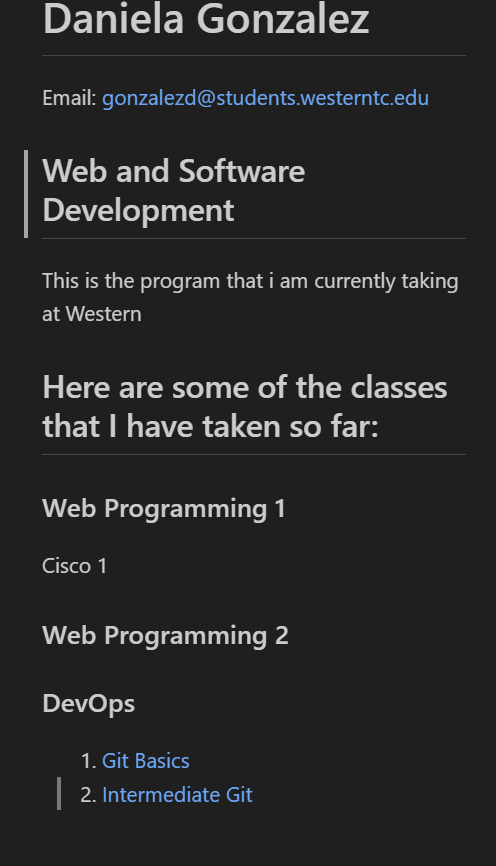 Daniela Gonzalez
Email: gonzalezd@students.westerntc.edu
Web and Software
Development
This is the program that i am currently taking
at Western
Here are some of the classes
that I have taken so far:
Web Programming 1
Cisco 1
Web Programming 2
DevOps
1. Git Basics
2. Intermediate Git